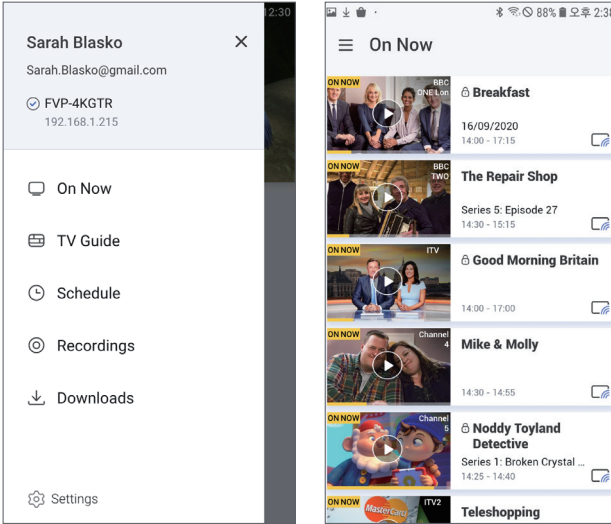 12:30
Sarah Blasko
Sarah.Blasko@gmail.com
FVP-4KGTR
192.168.1.215
On Now
TV Guide
Schedule
Recordings
Downloads
Settings
88% 오후 2:38
On Now
ON NOW
BBC
ONE Lon
Breakfast
16/09/2020
14:00 - 17:15
ON NOW
BBC
TWO
The Repair Shop
Series 5: Episode 27
14:30 - 15:15
ON NOW
ITV
Good Morning Britain
14:00 - 17:00
ON NOW
Channel
4
Mike & Molly
14:30 - 14:55
ON NOW
Channel
5
Noddy Toyland
Detective
Series 1: Broken Crystal ...
14:25 - 14:40
ON NOW
MasterCard
ITV2
Teleshopping